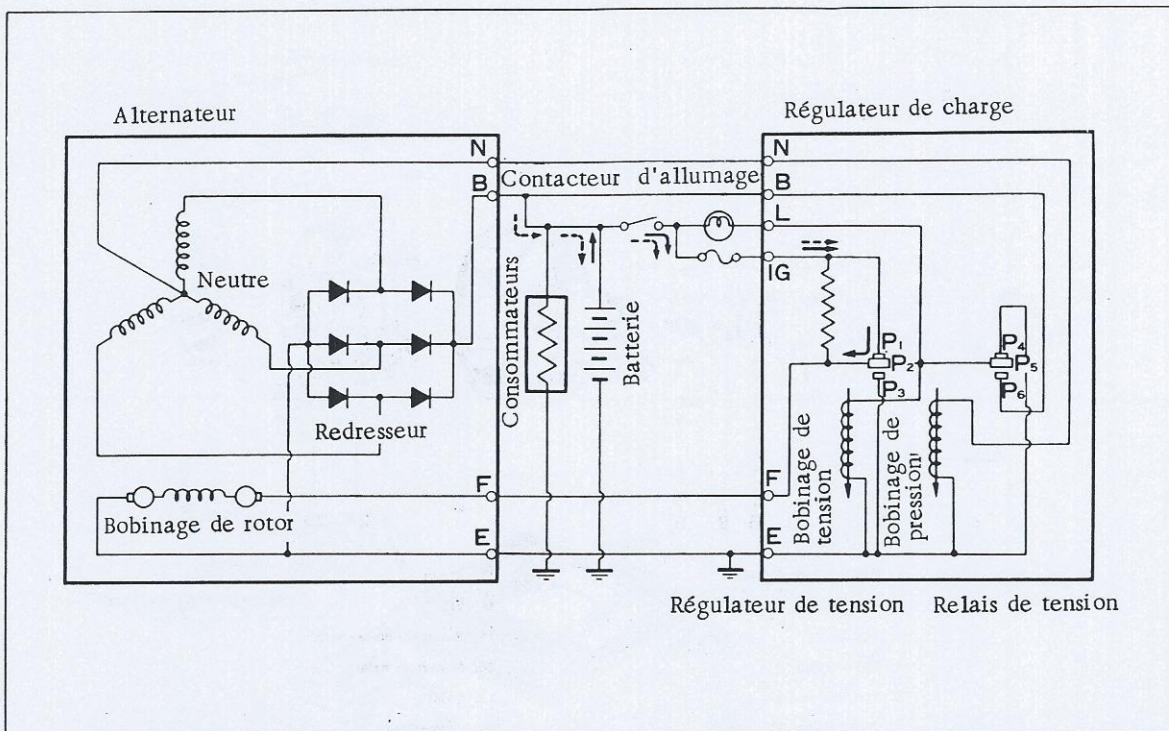 Alternateur
Régulateur de charge
N
N
B
Contacteur d'allumage
B
L
IG
Neutre
Consommateurs
Batterie
P1
P2
P3
P4
P5
P6
Redresseur
Bobinage de tension
Bobinage de pression
F
F
Bobinage de rotor
E
E
Régulateur de tension
Relais de tension